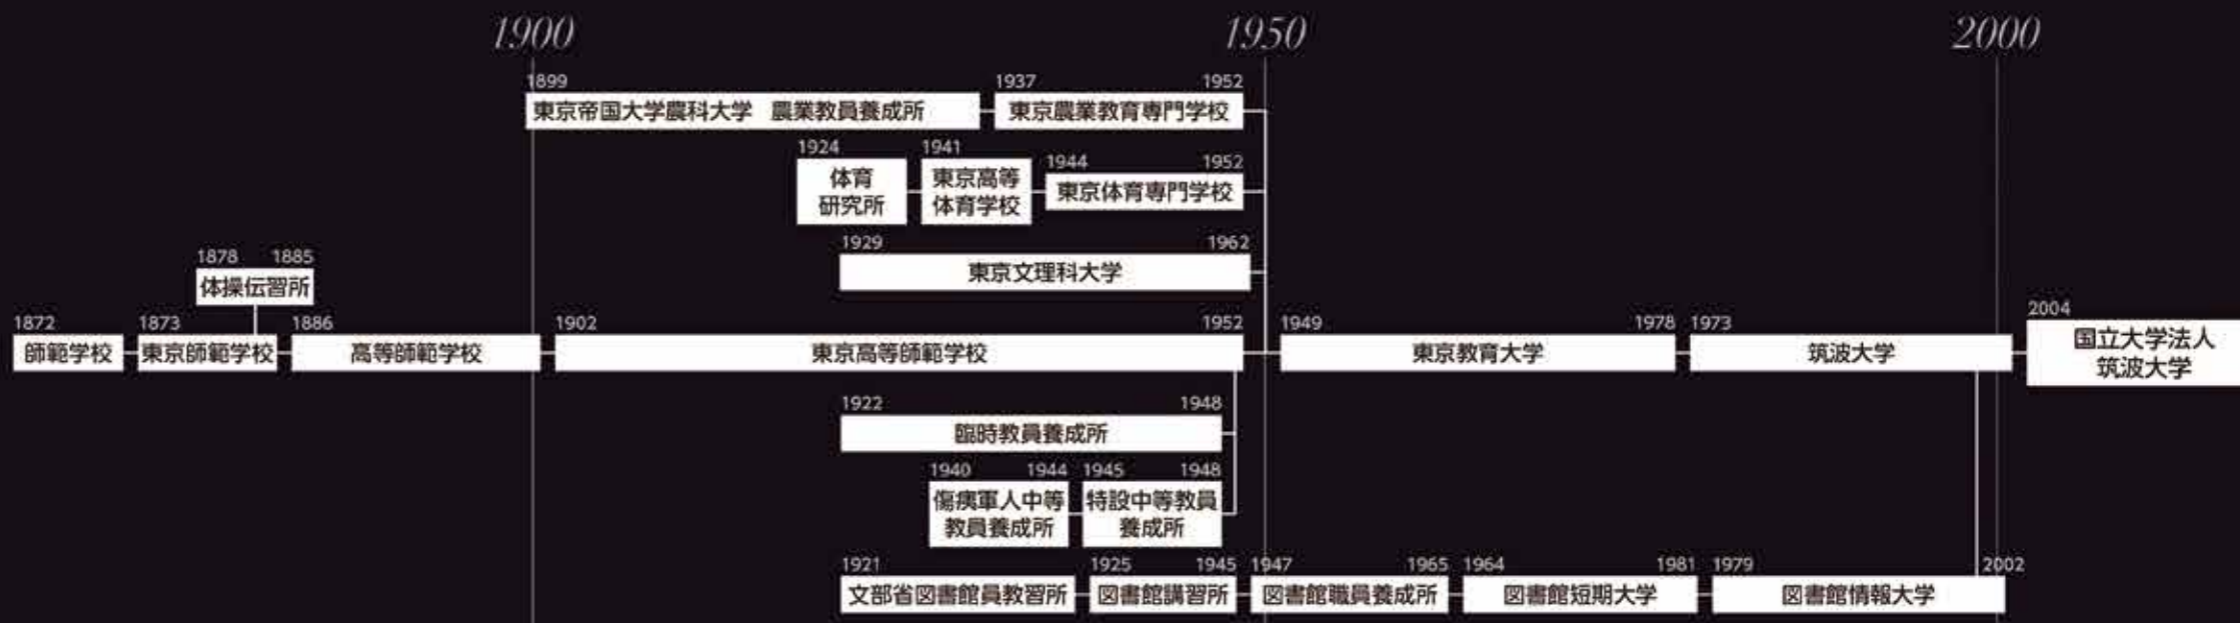 1900 1950 2000
1899 1937 1952
東京帝国大学農科大学 農業教員養成所 東京農業教育専門学校
1924 1941 1944 1952
体育
研究所
東京高等
体育学校
東京体育専門学校
1929 1962
東京文理科大学
1878 1885
体操伝習所
1872 1873 1886 1902 1952 1949 1978 1973 2004
師範学校 東京師範学校 高等師範学校 東京高等師範学校 東京教育大学 筑波大学
国立大学法人
筑波大学
1922 1948
臨時教員養成所
1940 1944 1945 1948
傷痍軍人中等
教員養成所
特設中等教員
養成所
1921 1925 1945 1947 1965 1964 1981 1979 2002
文部省図書館員教習所 図書館講習所 図書館職員養成所 図書館短期大学 図書館情報大学